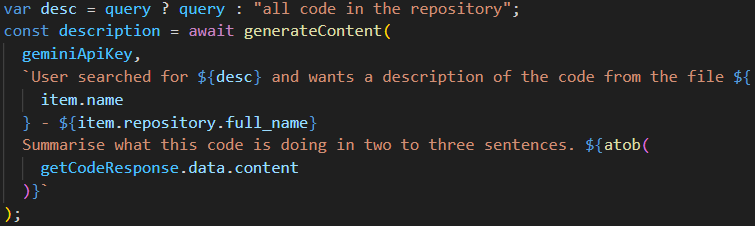 var desc = query ? query : "all code in the repository";
const description = await generateContent(
  geminiApiKey,
  `User searched for ${desc} and wants a description of the code from the file ${
    item.name
  } - ${item.repository.full_name}
  Summarise what this code is doing in two to three sentences. ${atob(
    getCodeResponse.data.content
  )}`
);